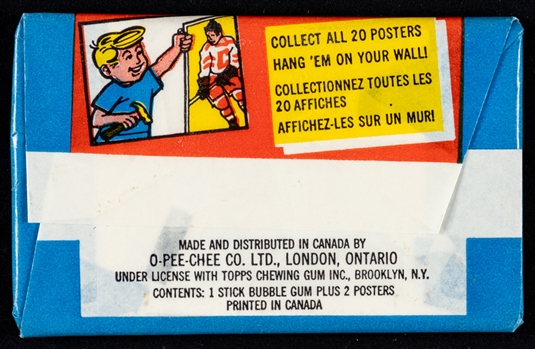 COLLECT ALL 20 POSTERS
HANG 'EM ON YOUR WALL!
COLLECTIONNEZ TOUTES LES
20 AFFICHES
AFFICHEZ-LES SUR UN MUR!
MADE AND DISTRIBUTED IN CANADA BY
O-PEE-CHEE CO. LTD., LONDON, ONTARIO
UNDER LICENSE WITH TOPPS CHEWING GUM INC., BROOKLYN, N.Y.
CONTENTS: 1 STICK BUBBLE GUM PLUS 2 POSTERS
PRINTED IN CANADA